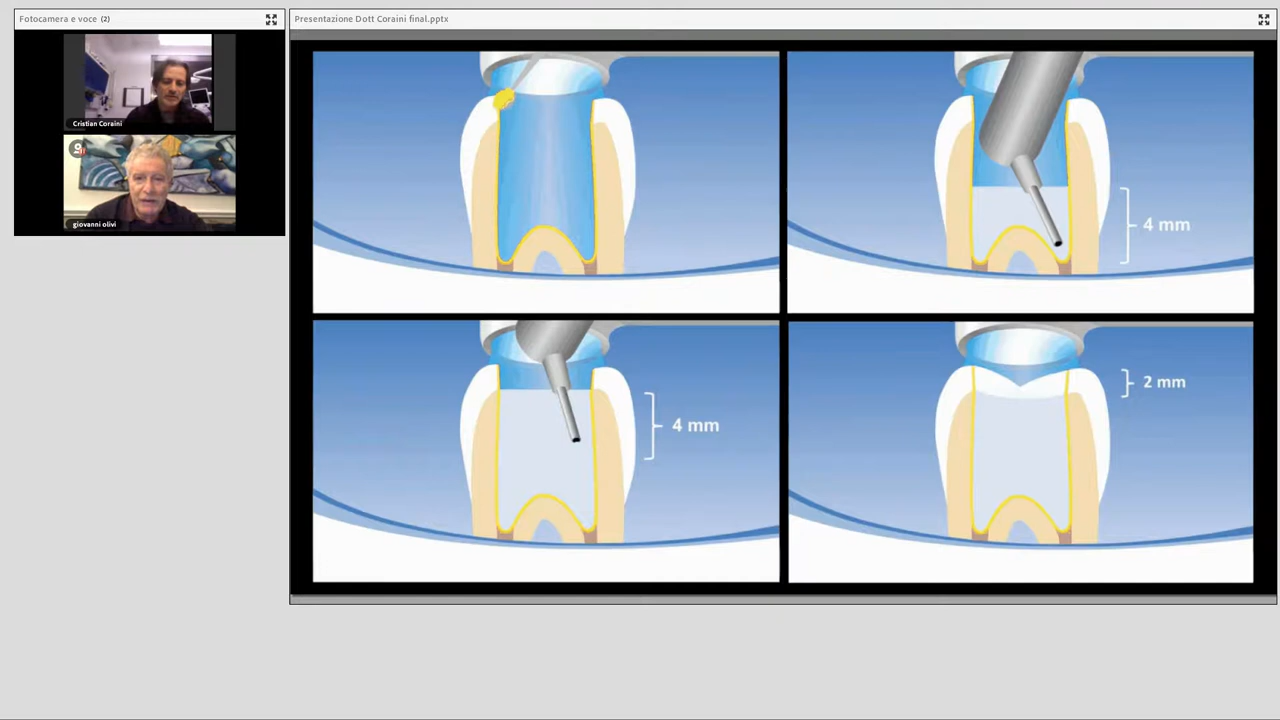 Fotocamera e voce (2)
Cristian Coraini
giovanni olivi
Presentazione Dott Coraini final.pptx
4 mm
4 mm
2 mm